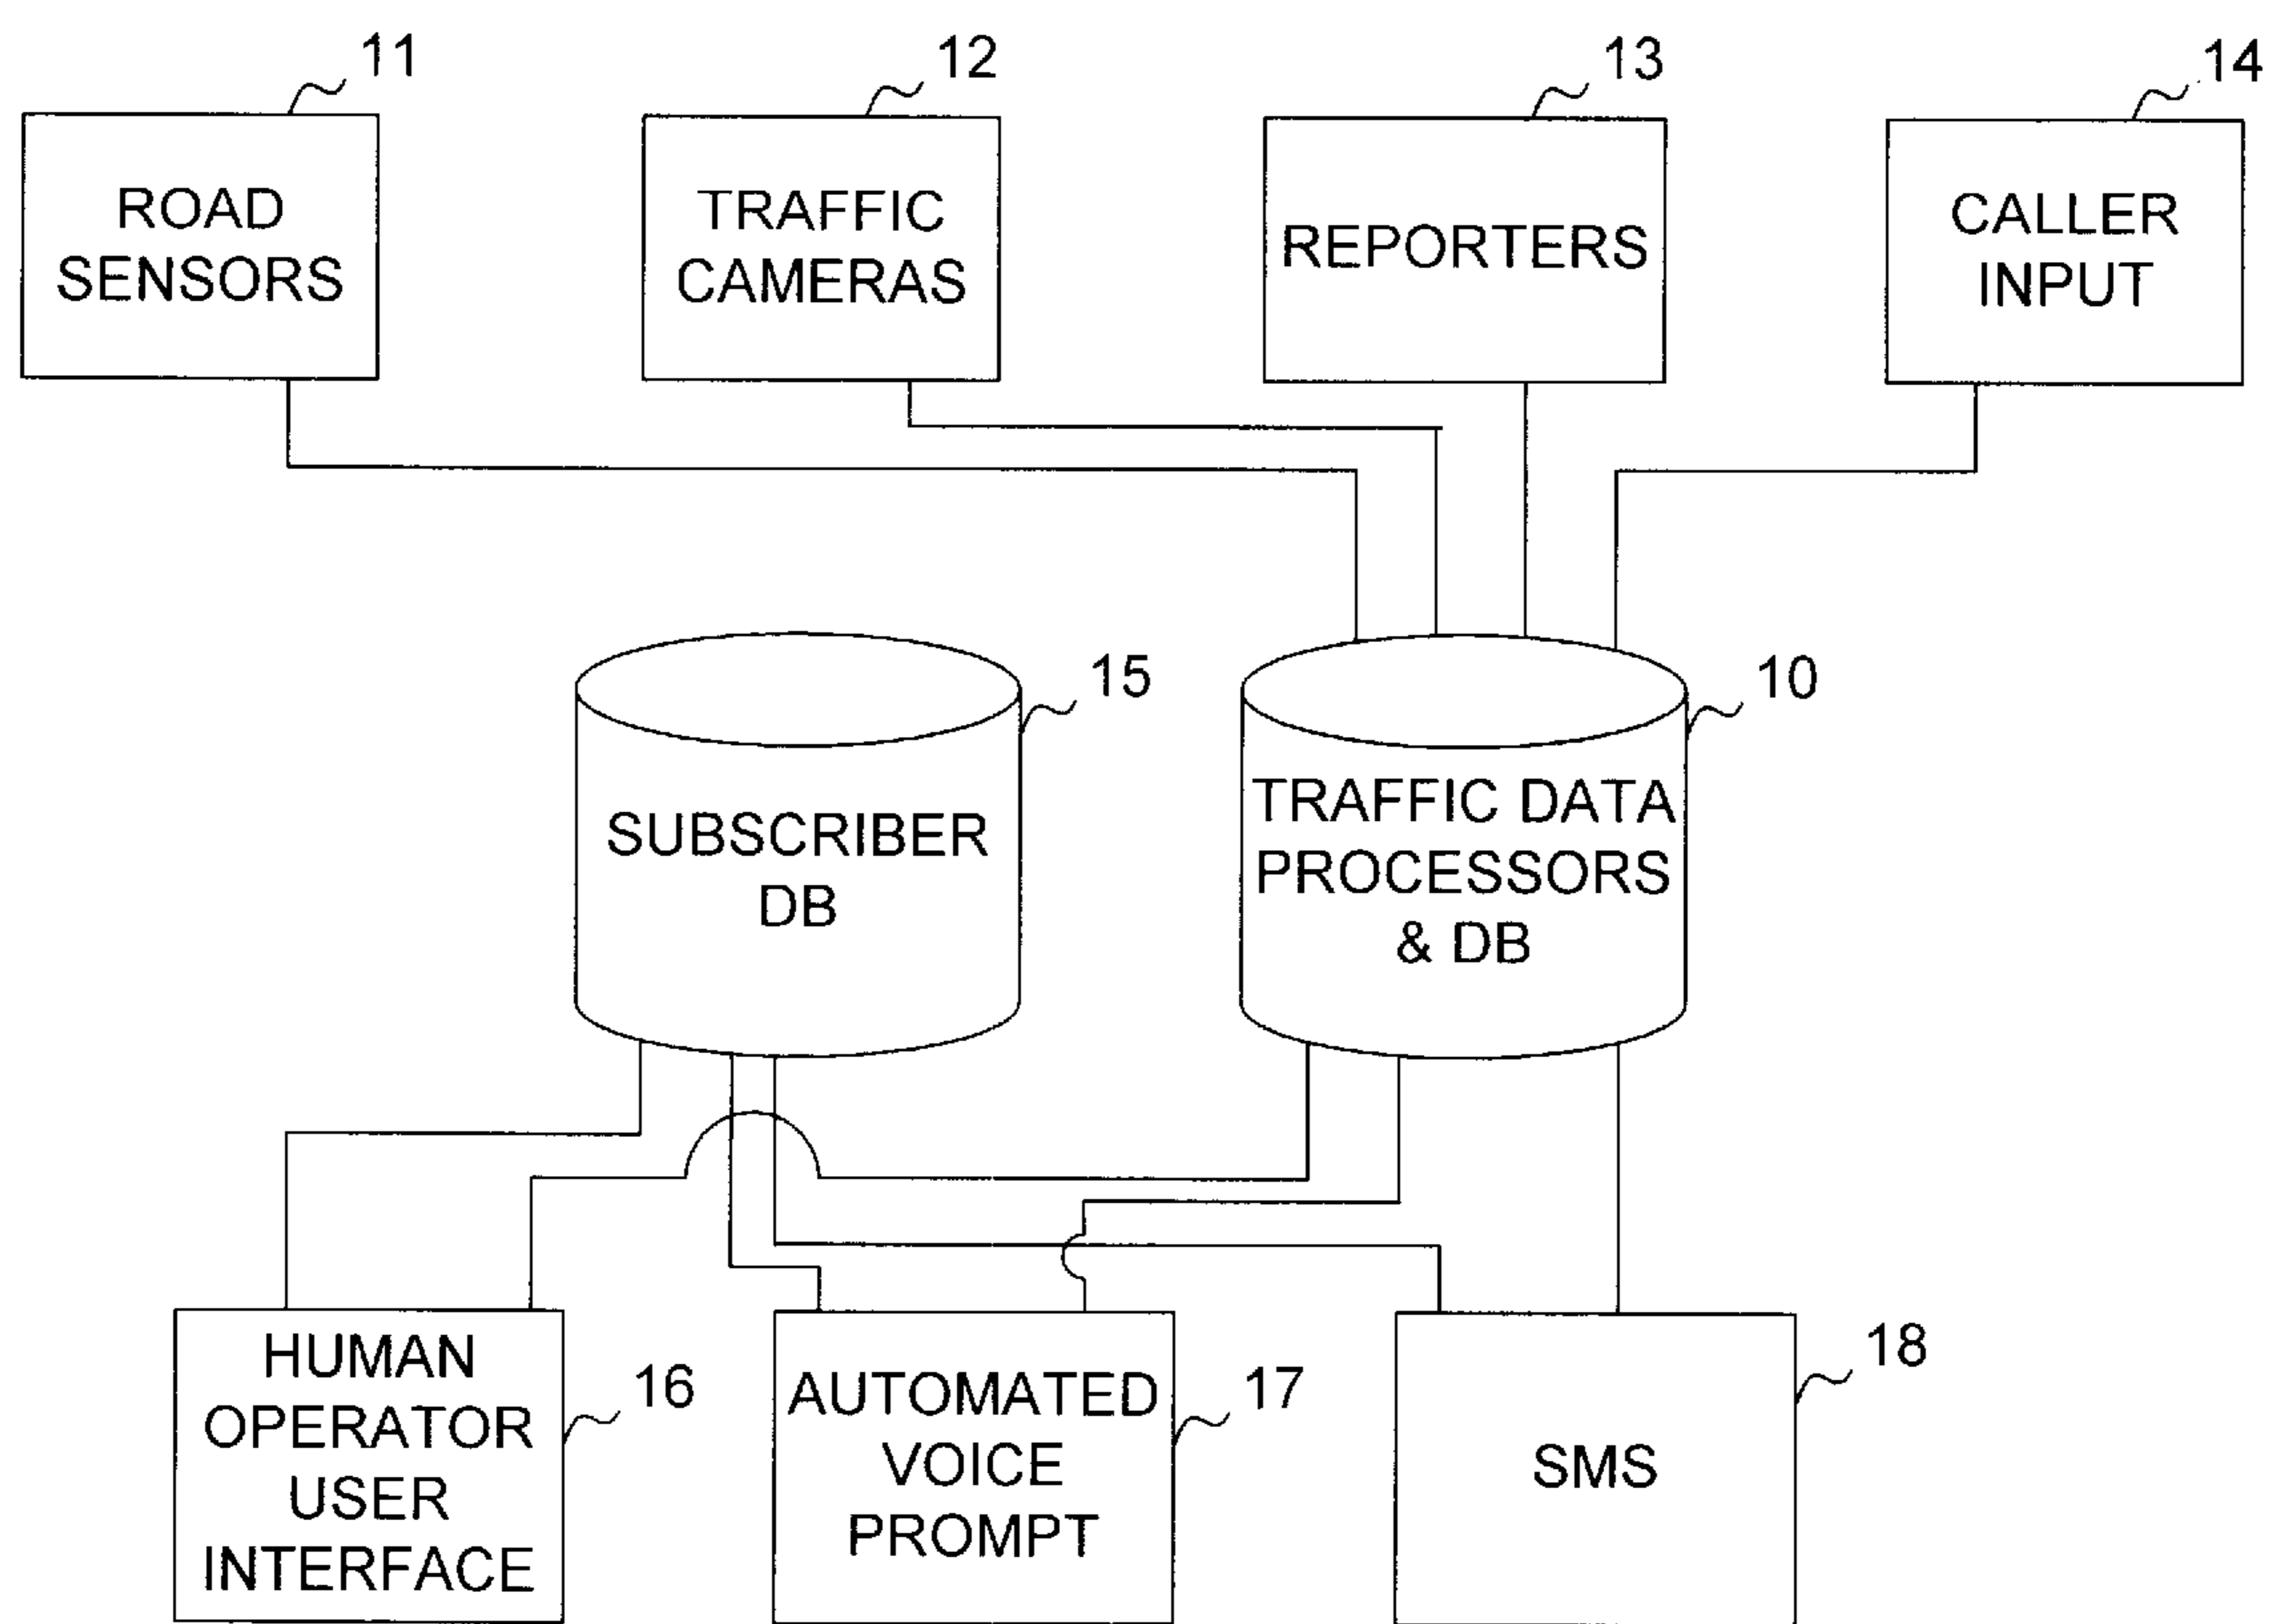 11
12
13
14
ROAD
SENSORS
TRAFFIC
CAMERAS
REPORTERS
CALLER
INPUT
15
10
SUBSCRIBER
DB
TRAFFIC DATA
PROCESSORS
& DB
HUMAN
OPERATOR
USER
INTERFACE
16
AUTOMATED
VOICE
PROMPT
17
SMS
18